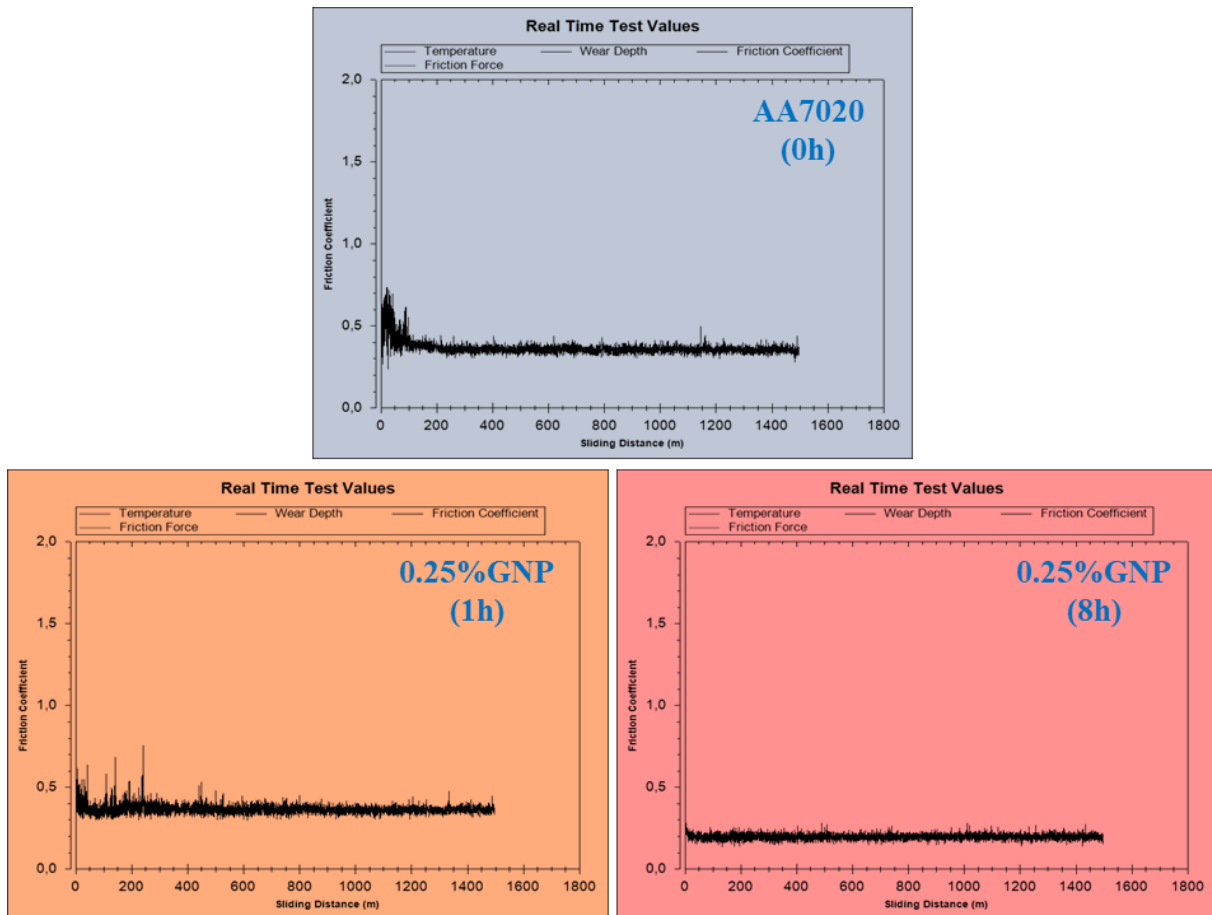 Real Time Test Values
Temperature Wear Depth Friction Coefficient
Friction Force
AA7020
(0h)
Friction Coefficient
2,0
1,5
1,0
0,5
0,0
0 200 400 600 800 1000 1200 1400 1600 1800
Sliding Distance (m)
Real Time Test Values
Temperature Wear Depth Friction Coefficient
Friction Force
0.25%GNP
(1h)
Friction Coefficient
2,0
1,5
1,0
0,5
0,0
0 200 400 600 800 1000 1200 1400 1600 1800
Sliding Distance (m)
Real Time Test Values
Temperature Wear Depth Friction Coefficient
Friction Force
0.25%GNP
(8h)
Friction Coefficient
2,0
1,5
1,0
0,5
0,0
0 200 400 600 800 1000 1200 1400 1600 1800
Sliding Distance (m)